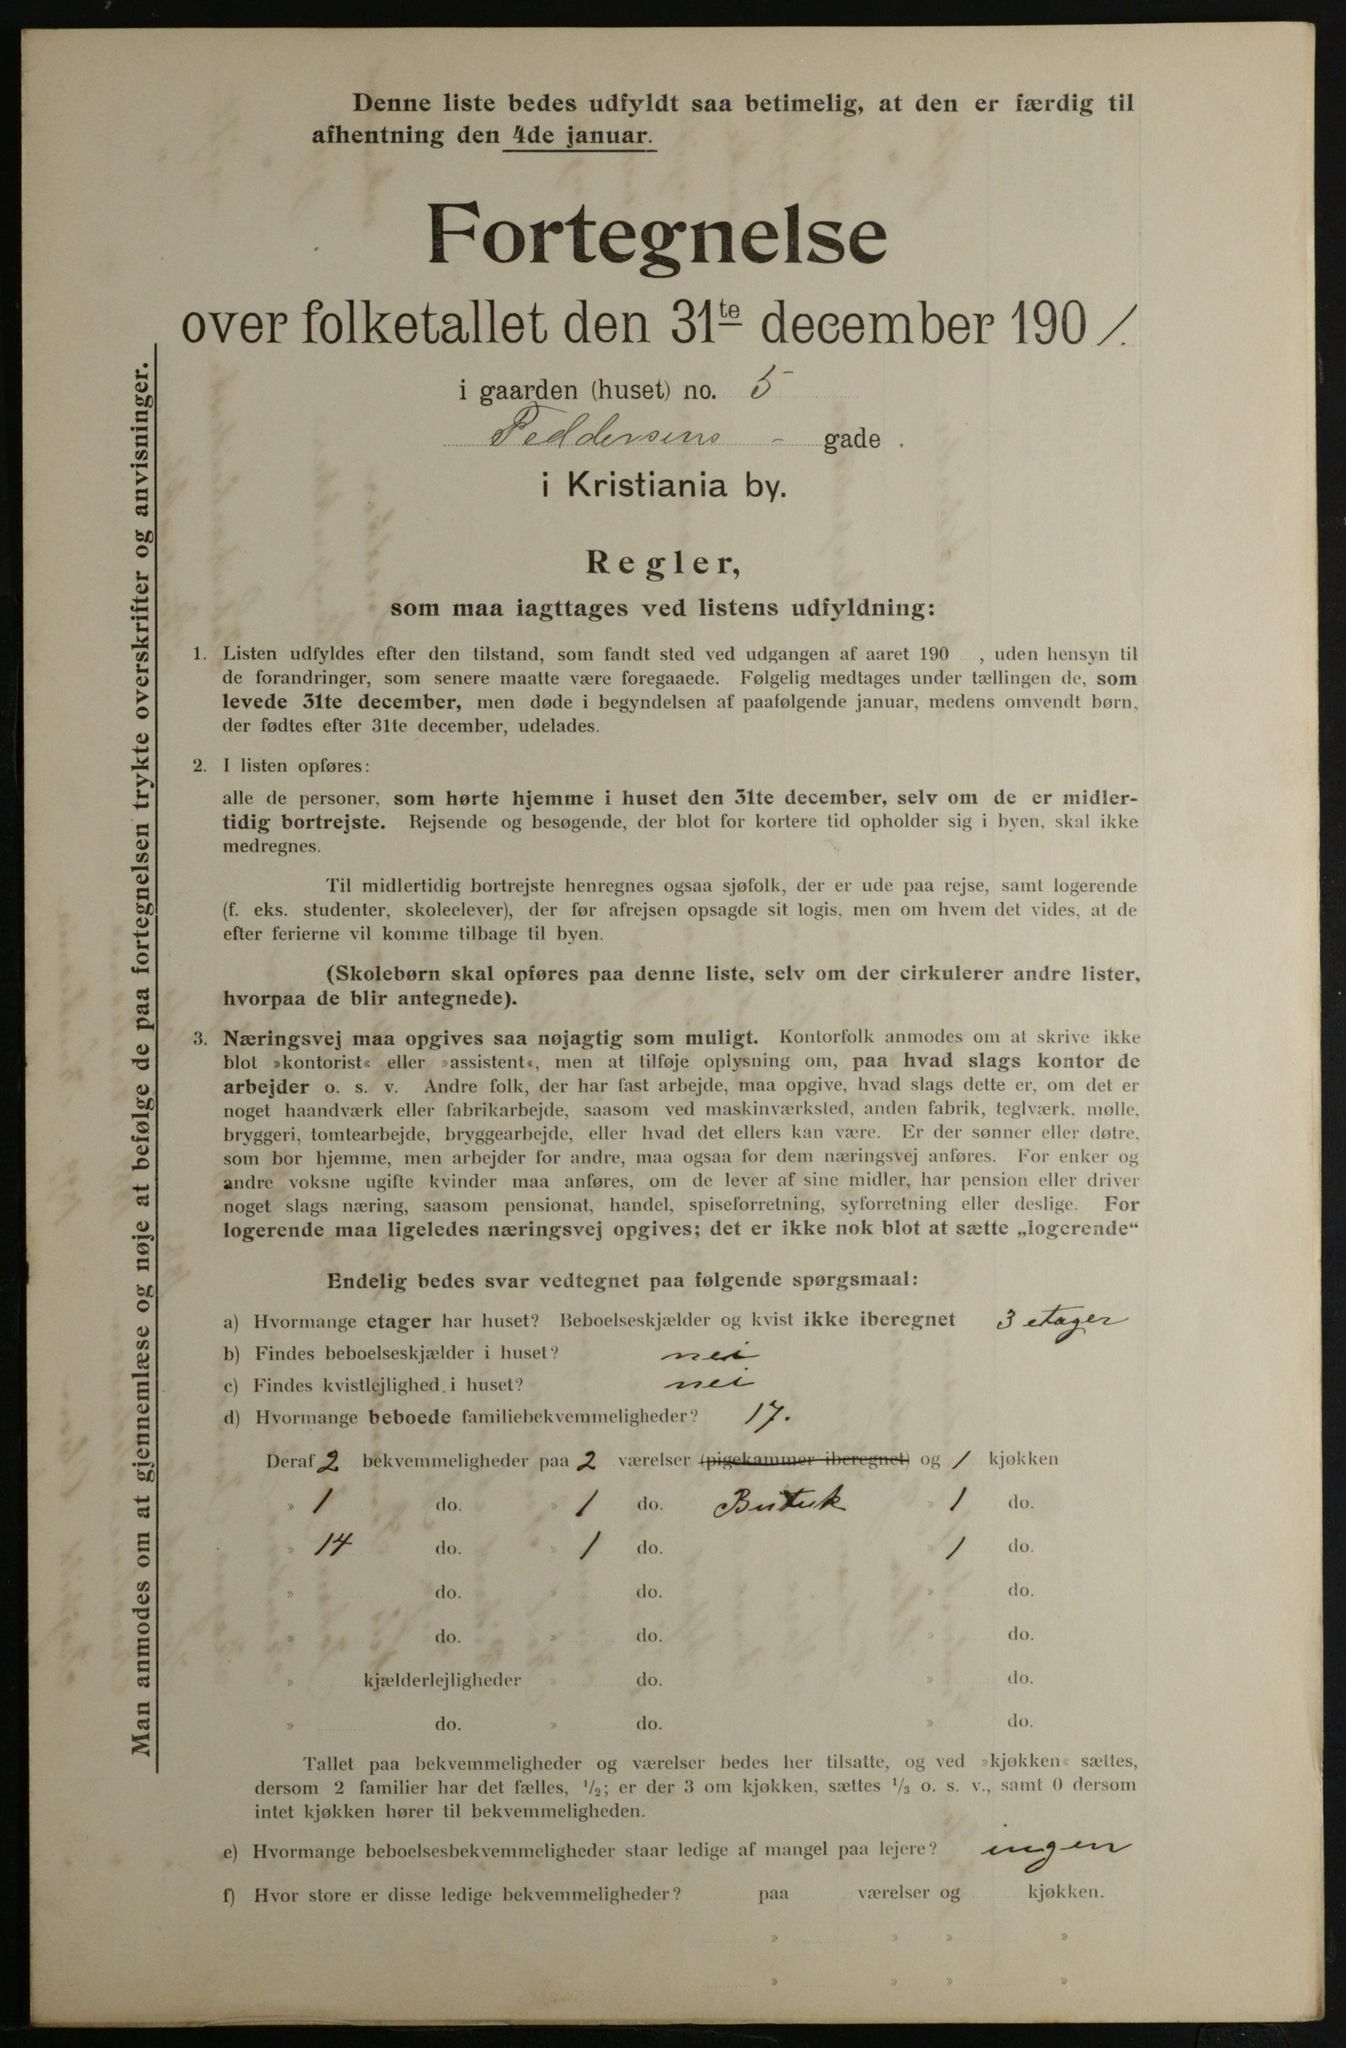 Denne liste bedes udfyldt saa betimelig, at den er færdig til
afhentning den 4de januar.
Fortegnelse
over folketallet den 31te december 1901.
i gaarden (huset) no. 5
Feddersens - gade.
i Kristiania by.
Regler,
som maa iagttages ved listens udfyldning:
1. Listen udfyldes efter den tilstand, som fandt sted ved udgangen af aaret 190 , uden hensyn til
de forandringer, som senere maatte være foregaaede. Følgelig medtages under tællingen de, som
levede 31te december, men døde i begyndelsen af paafølgende januar, medens omvendt børn,
der fødtes efter 31te december, udelades.
2. I listen opføres:
alle de personer, som hørte hjemme i huset den 31te december, selv om de er midler-
tidig bortrejste. Rejsende og besøgende, der blot for kortere tid opholder sig i byen, skal ikke
medregnes.
Til midlertidig bortrejste henregnes ogsaa sjøfolk, der er ude paa rejse, samt logerende
(f. eks. studenter, skoleelever), der før afrejsen opsagde sit logis, men om hvem det vides, at de
efter ferierne vil komme tilbage til byen.
(Skolebørn skal opføres paa denne liste, selv om der cirkulerer andre lister,
hvorpaa de blir antegnede).
3. Næringsvej maa opgives saa nøjagtig som muligt. Kontorfolk anmodes om at skrive ikke
blot »kontorist« eller »assistent«, men at tilføje oplysning om, paa hvad slags kontor de
arbejder o. s. v. Andre folk, der har fast arbejde, maa opgive, hvad slags dette er, om det er
noget haandværk eller fabrikarbejde, saasom ved maskinværksted, anden fabrik, teglværk, mølle,
bryggeri, tomtearbejde, bryggearbejde, eller hvad det ellers kan være. Er der sønner eller døtre,
som bor hjemme, men arbejder for andre, maa ogsaa for dem næringsvej anføres. For enker og
andre voksne ugifte kvinder maa anføres, om de lever af sine midler, har pension eller driver
noget slags næring, saasom pensionat, handel, spiseforretning, syforretning eller deslige. For
logerende maa ligeledes næringsvej opgives; det er ikke nok blot at sætte „logerende“
Endelig bedes svar vedtegnet paa følgende spørgsmaal:
a) Hvormange etager har huset? Beboelseskjælder og kvist ikke iberegnet 3 etager
b) Findes beboelseskjælder i huset? nei
c) Findes kvistlejlighed i huset? nei
d) Hvormange beboede familiebekvemmeligheder? 17.
Deraf 2 bekvemmeligheder paa 2 værelser (pigekammer iberegnet) og 1 kjøkken
» 1 do. » 1 do. Butik » 1 do.
» 14 do. » 1 do. » 1 do.
» do. » do. » do.
» do. » do. » do.
» kjælderlejligheder » do. » do.
» do. » do. » do.
Tallet paa bekvemmeligheder og værelser bedes her tilsatte, og ved »kjøkken« sættes,
dersom 2 familier har det fælles, 1/2; er der 3 om kjøkken, sættes 1/3 o. s. v., samt 0 dersom
intet kjøkken hører til bekvemmeligheden.
e) Hvormange beboelsesbekvemmeligheder staar ledige af mangel paa lejere? ingen
f) Hvor store er disse ledige bekvemmeligheder? paa værelser og kjøkken.
» » » »
» » » »
Man anmodes om at gjennemlæse og nøje at befølge de paa fortegnelsen trykte overskrifter og anvisninger.